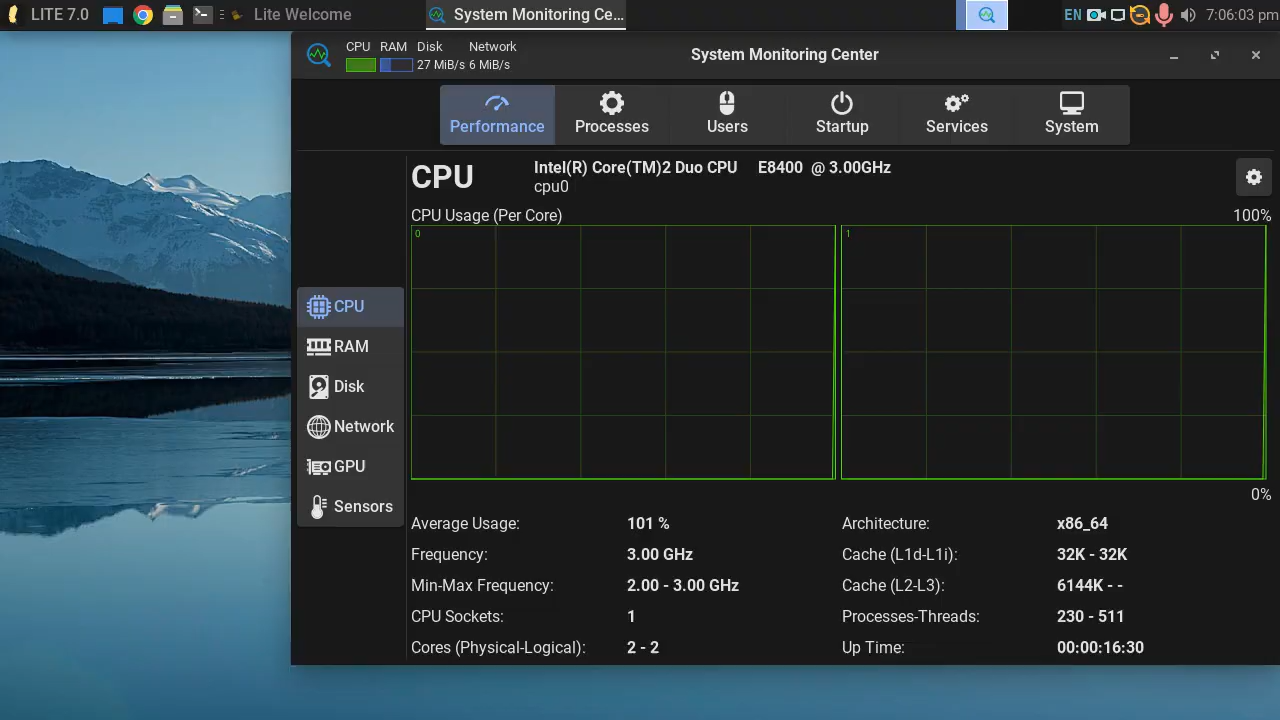 LITE 7.0 Lite Welcome System Monitoring Ce... EN 7:06:03 pm
CPU RAM Disk Network
27 MiB/s 6 MiB/s
System Monitoring Center
Performance Processes Users Startup Services System
CPU
Intel(R) Core(TM)2 Duo CPU E8400 @ 3.00GHz
cpu0
CPU Usage (Per Core) 100%
0 1
CPU
RAM
Disk
Network
GPU
Sensors
0%
Average Usage: 101 % Architecture: x86_64
Frequency: 3.00 GHz Cache (L1d-L1i): 32K - 32K
Min-Max Frequency: 2.00 - 3.00 GHz Cache (L2-L3): 6144K - -
CPU Sockets: 1 Processes-Threads: 230 - 511
Cores (Physical-Logical): 2 - 2 Up Time: 00:00:16:30